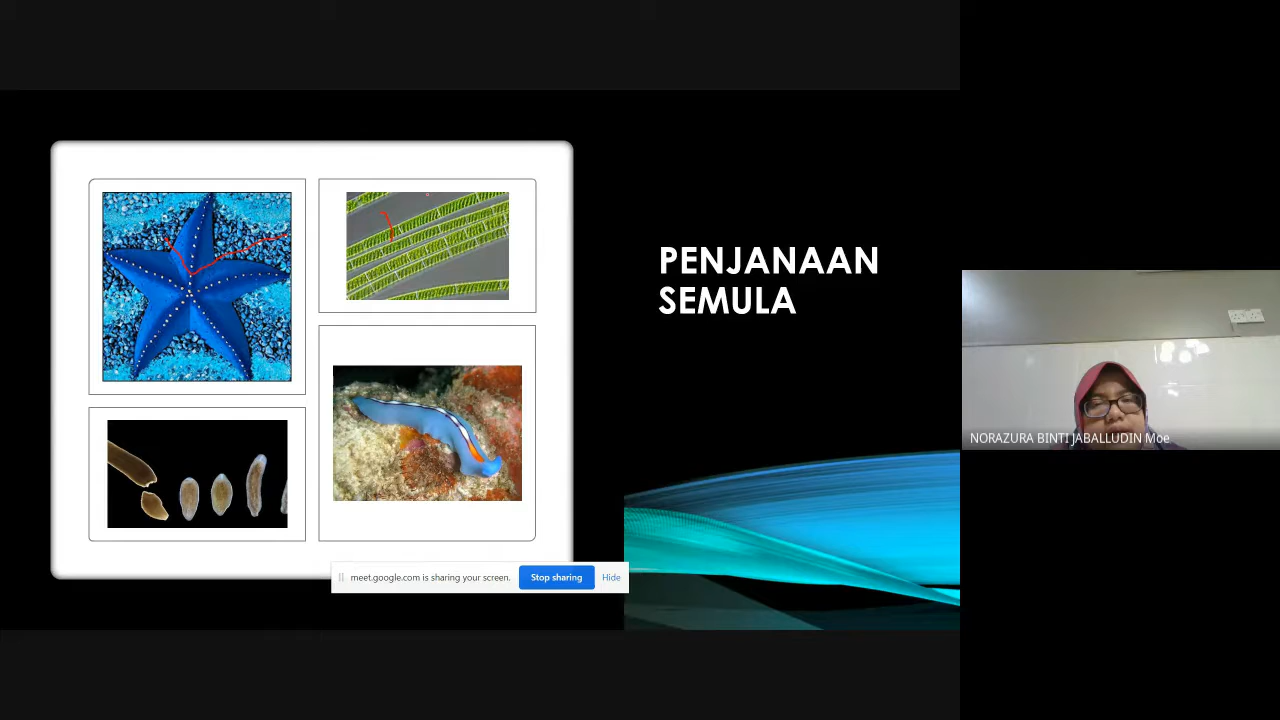 PENJANAAN
SEMULA
NORAZURA BINTI JABALLUDIN Moe
meet.google.com is sharing your screen.
Stop sharing
Hide